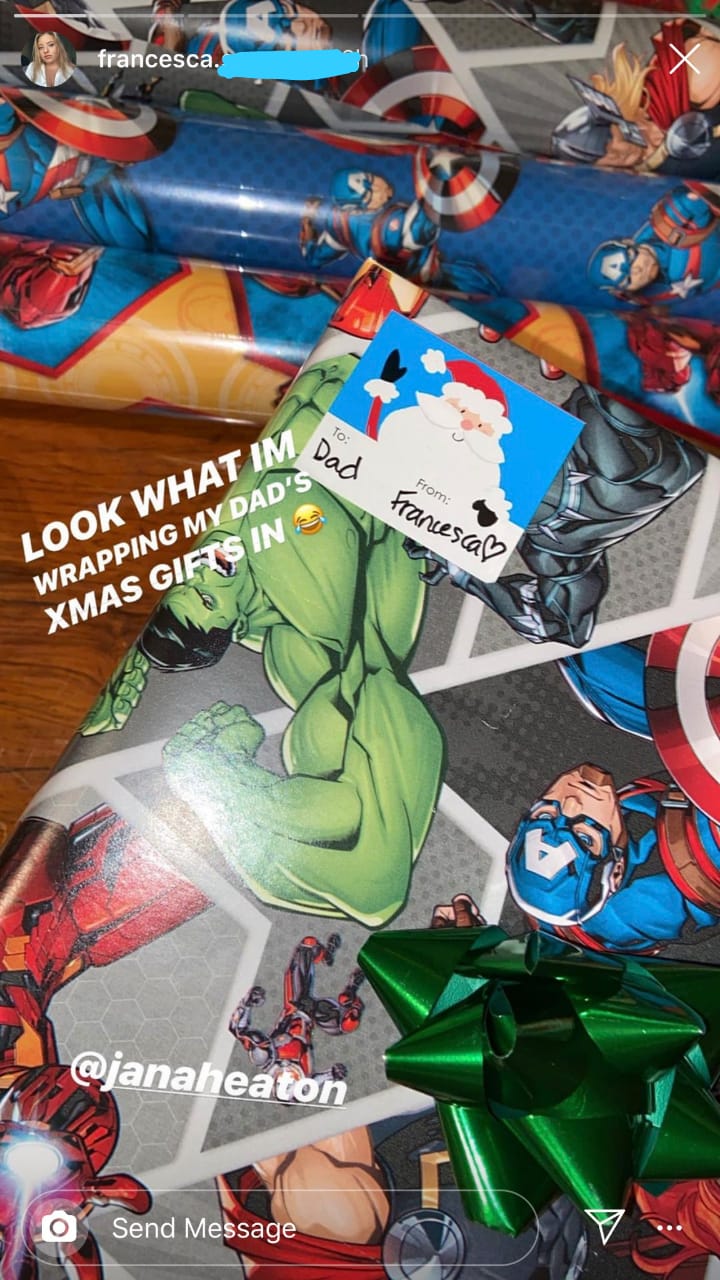 francesca.
LOOK WHAT IM
WRAPPING MY DAD'S
XMAS GIFTS IN 😂
To:
Dad
From:
Francesca♡
A
@janaheaton
Send Message